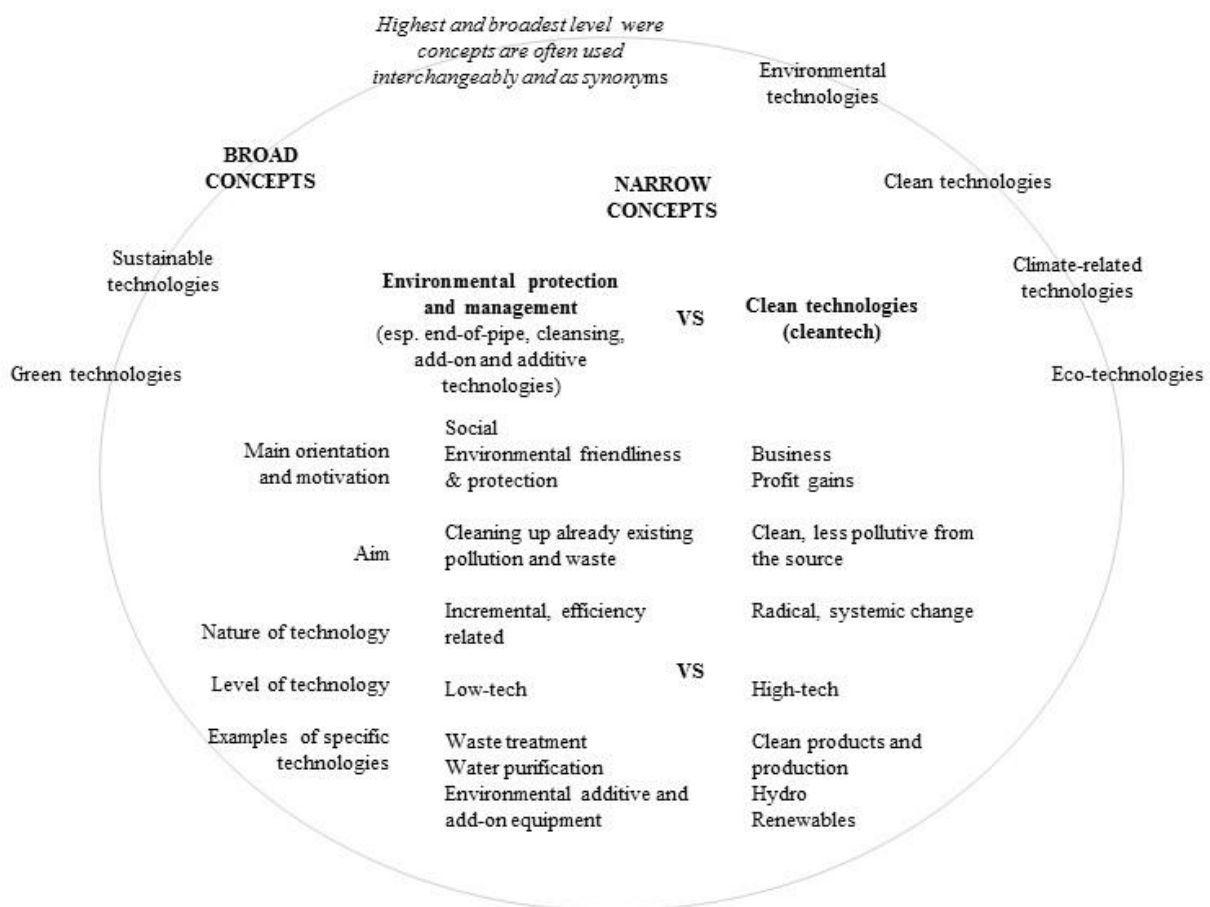 Highest and broadest level were
concepts are often used
interchangeably and as synonyms
Environmental
technologies
BROAD
CONCEPTS
NARROW
CONCEPTS
Clean technologies
Sustainable
technologies
Climate-related
technologies
Environmental protection
and management
(esp. end-of-pipe, cleansing,
add-on and additive
technologies)
VS
Clean technologies
(cleantech)
Green technologies
Eco-technologies
Main orientation
and motivation
Social
Environmental friendliness
& protection
Business
Profit gains
Aim
Cleaning up already existing
pollution and waste
Clean, less pollutive from
the source
Nature of technology
Incremental, efficiency
related
Radical, systemic change
VS
Level of technology
Low-tech
High-tech
Examples of specific
technologies
Waste treatment
Water purification
Environmental additive and
add-on equipment
Clean products and
production
Hydro
Renewables